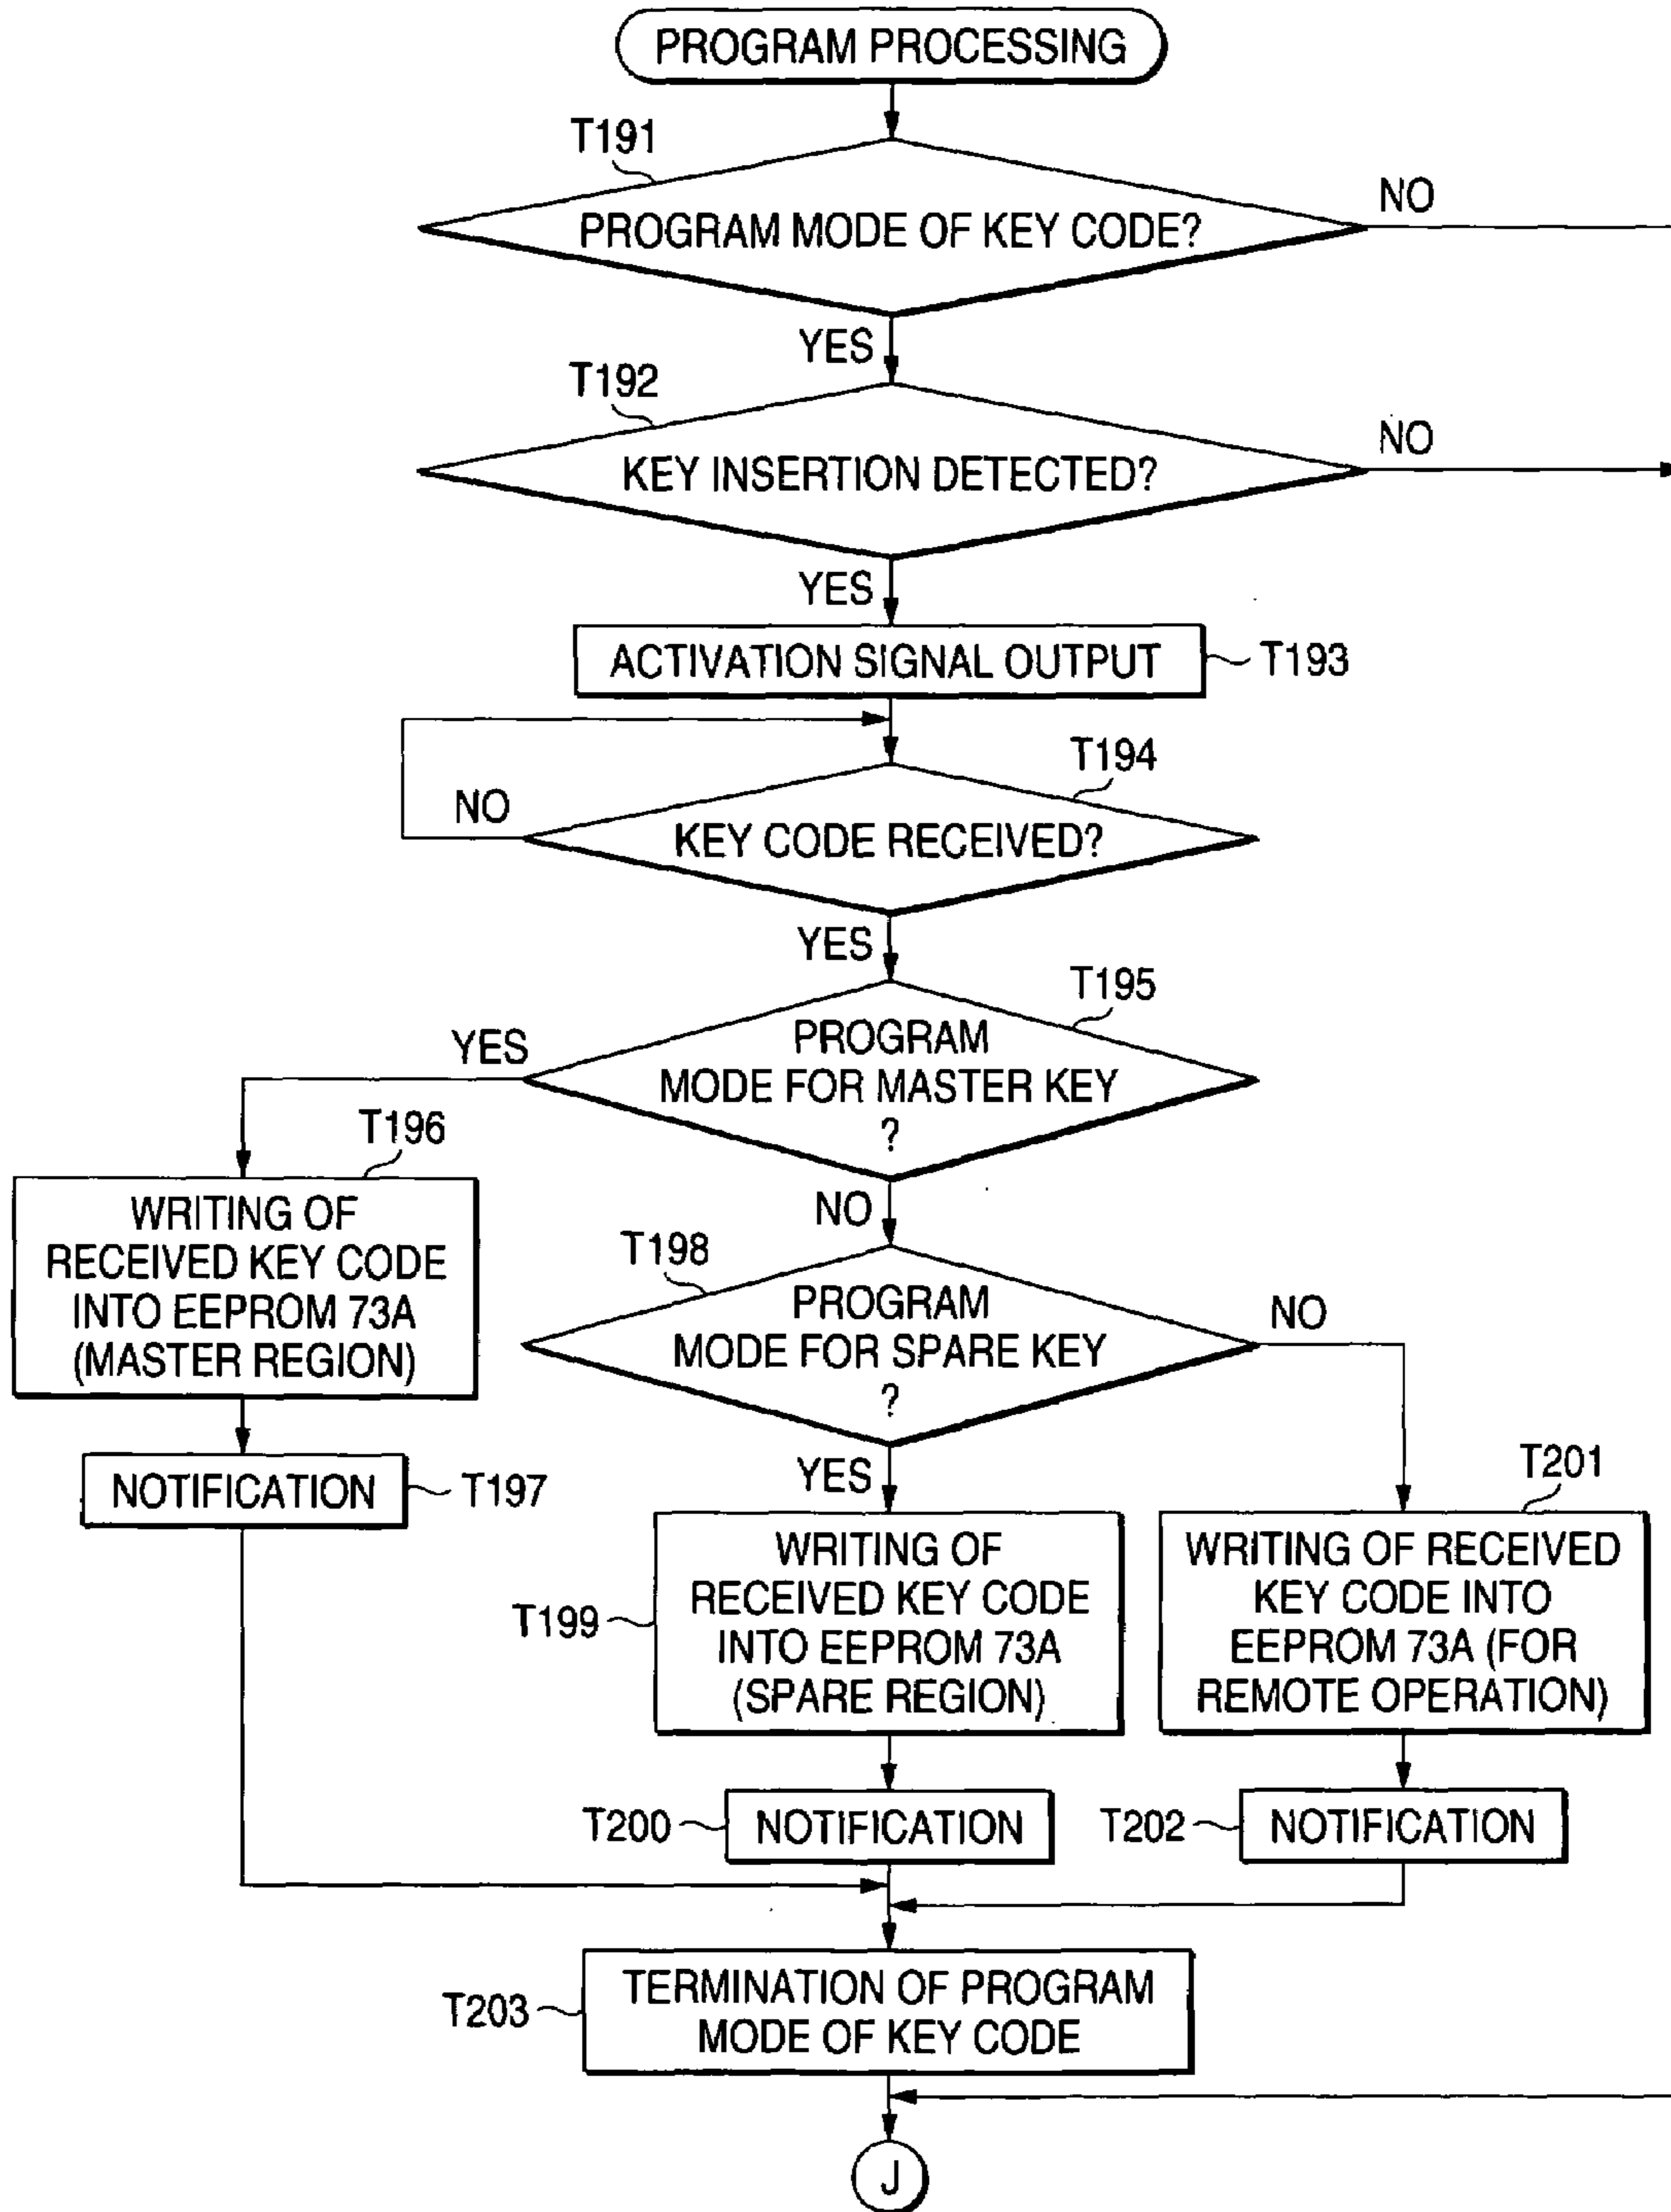 PROGRAM PROCESSING
T191
PROGRAM MODE OF KEY CODE?
NO
YES
T192
KEY INSERTION DETECTED?
NO
YES
ACTIVATION SIGNAL OUTPUT
T193
T194
KEY CODE RECEIVED?
NO
YES
T195
PROGRAM
MODE FOR MASTER KEY
?
YES
NO
T196
WRITING OF
RECEIVED KEY CODE
INTO EEPROM 73A
(MASTER REGION)
NOTIFICATION
T197
T198
PROGRAM
MODE FOR SPARE KEY
?
NO
YES
T199
WRITING OF
RECEIVED KEY CODE
INTO EEPROM 73A
(SPARE REGION)
T201
WRITING OF RECEIVED
KEY CODE INTO
EEPROM 73A (FOR
REMOTE OPERATION)
T200
NOTIFICATION
T202
NOTIFICATION
T203
TERMINATION OF PROGRAM
MODE OF KEY CODE
J